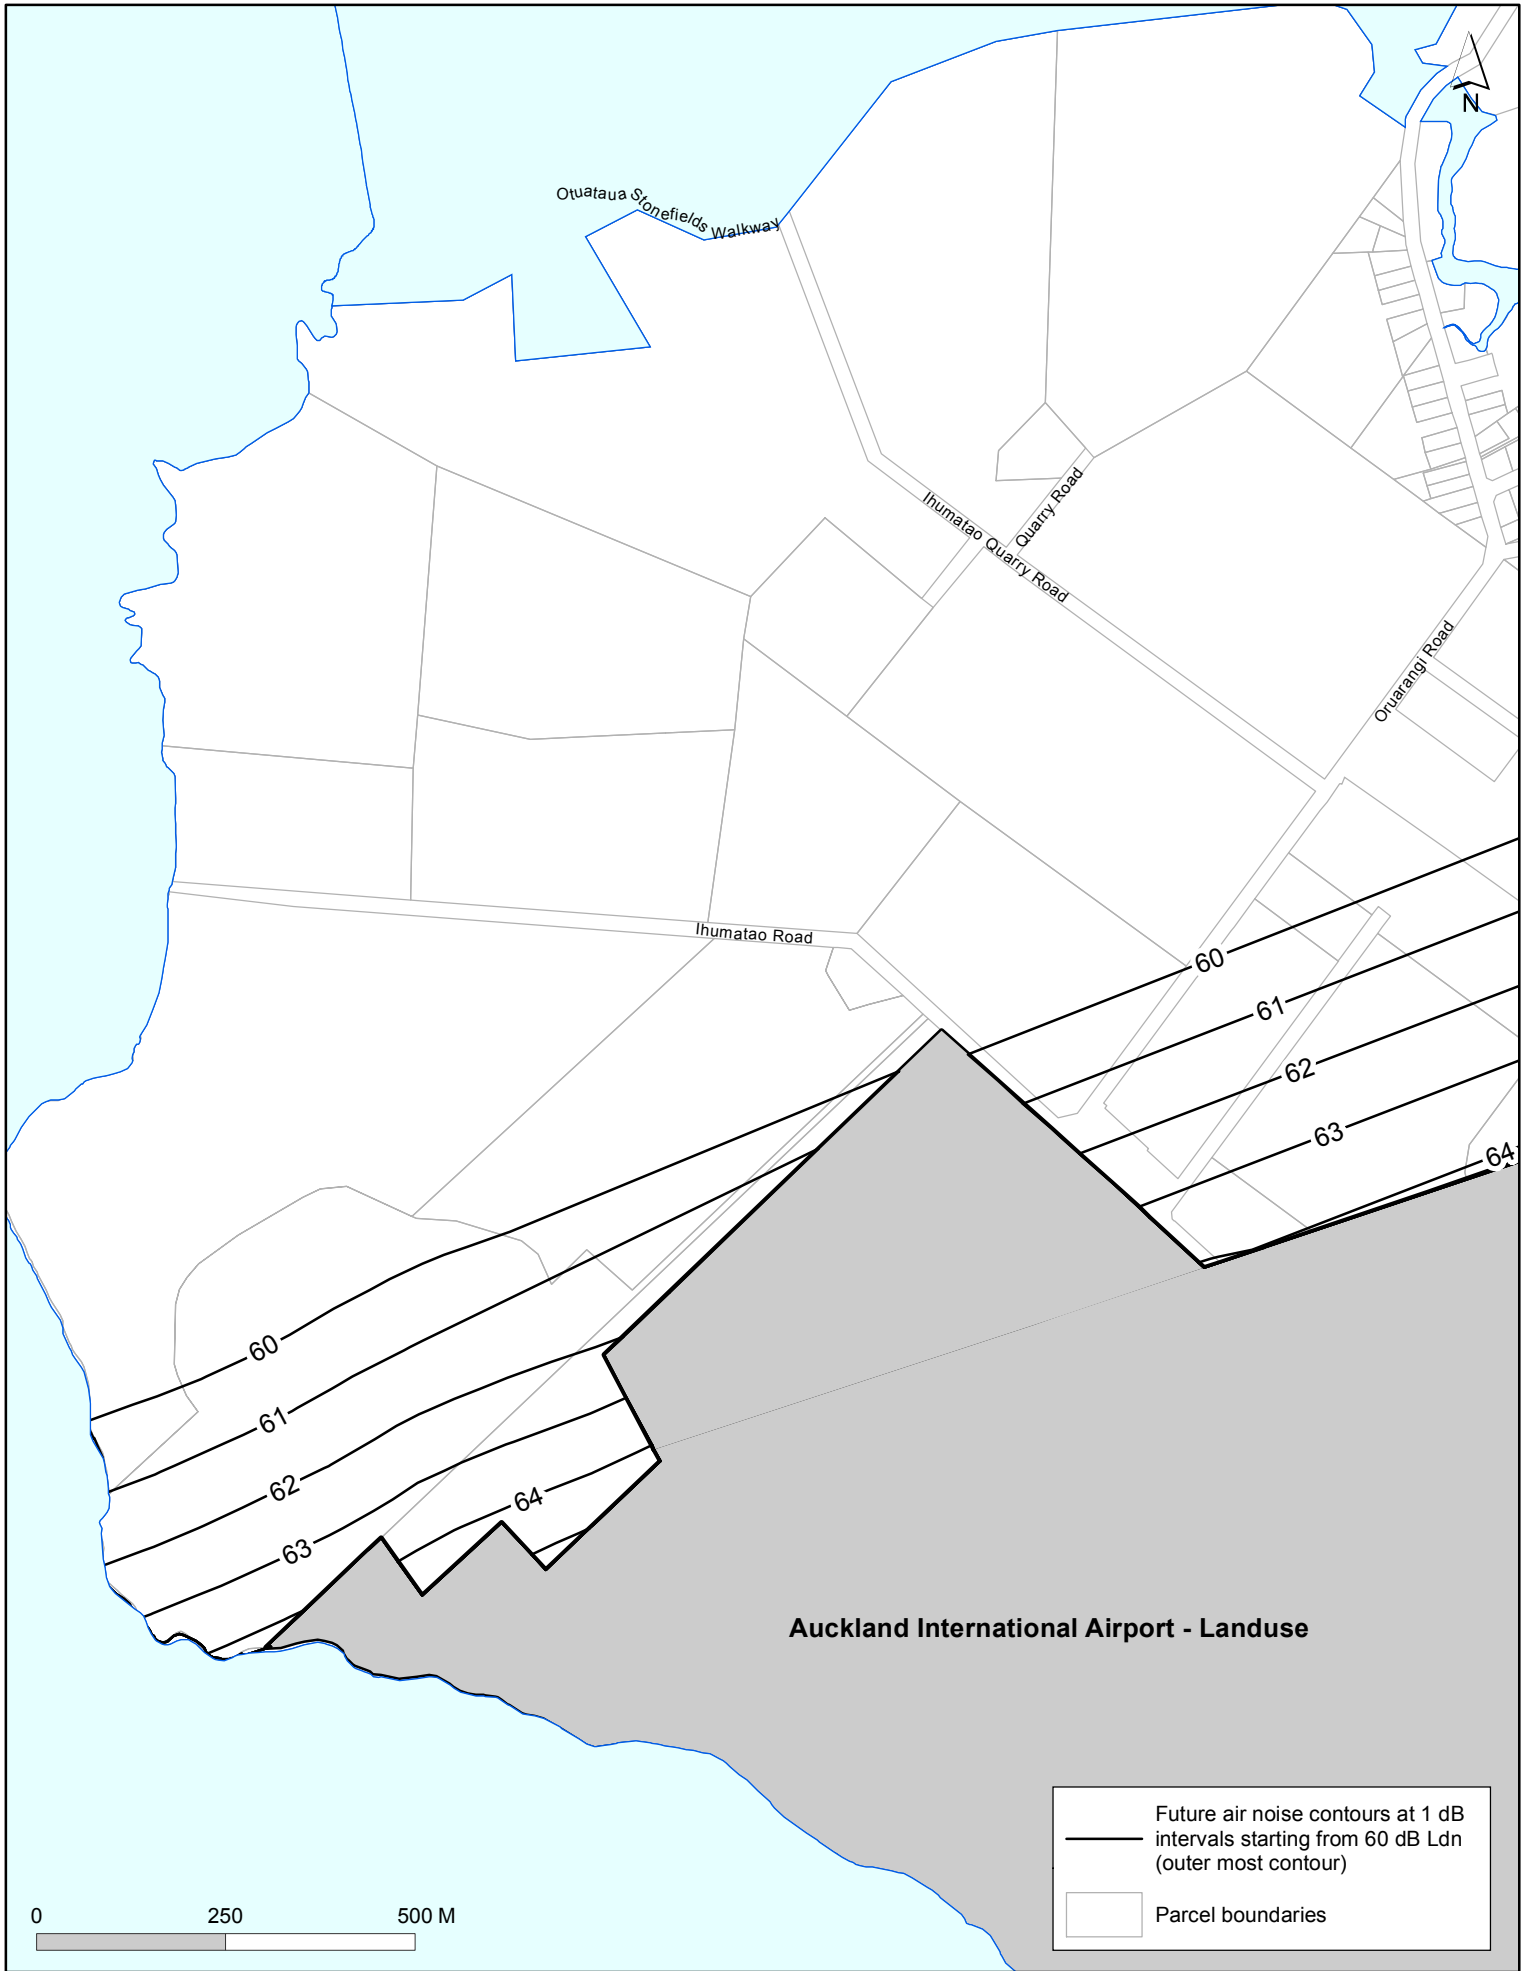 N
Otuataua Stonefields Walkway
Quarry Road
Ihumatao Quarry Road
Oruarangi Road
Ihumatao Road
60
61
62
63
64
60
61
62
63
64
Auckland International Airport - Landuse
Future air noise contours at 1 dB
intervals starting from 60 dB Ldn
(outer most contour)
Parcel boundaries
0 250 500 M